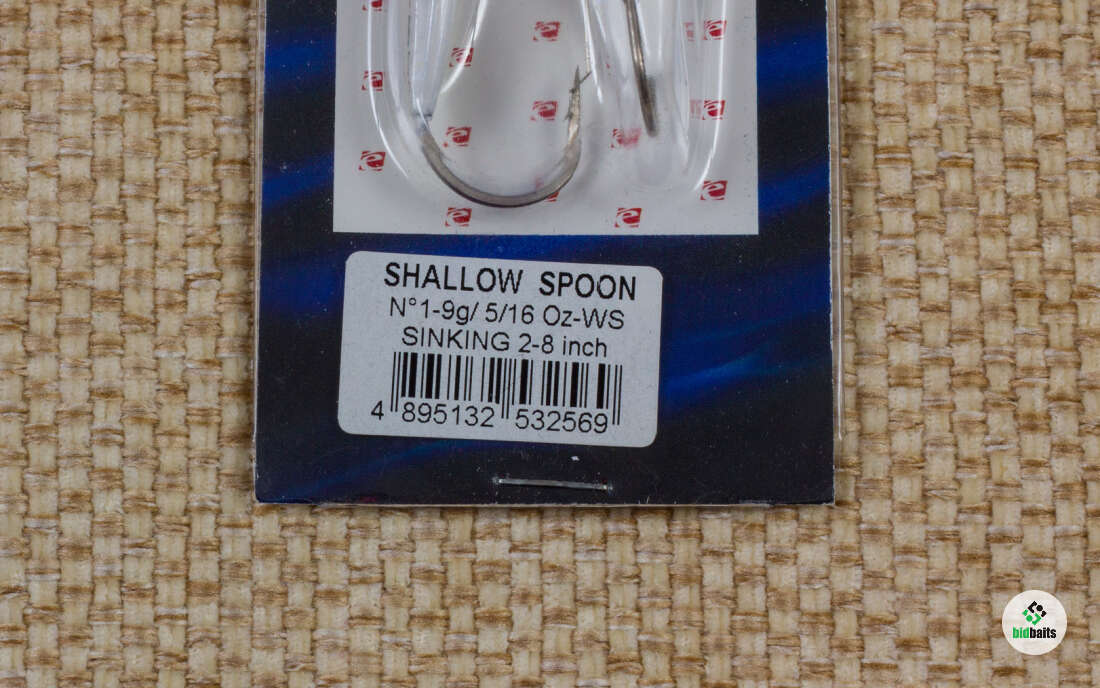 SHALLOW SPOON
N°1-9g/ 5/16 Oz-WS
SINKING 2-8 inch
4 895132 532569
bidbaits